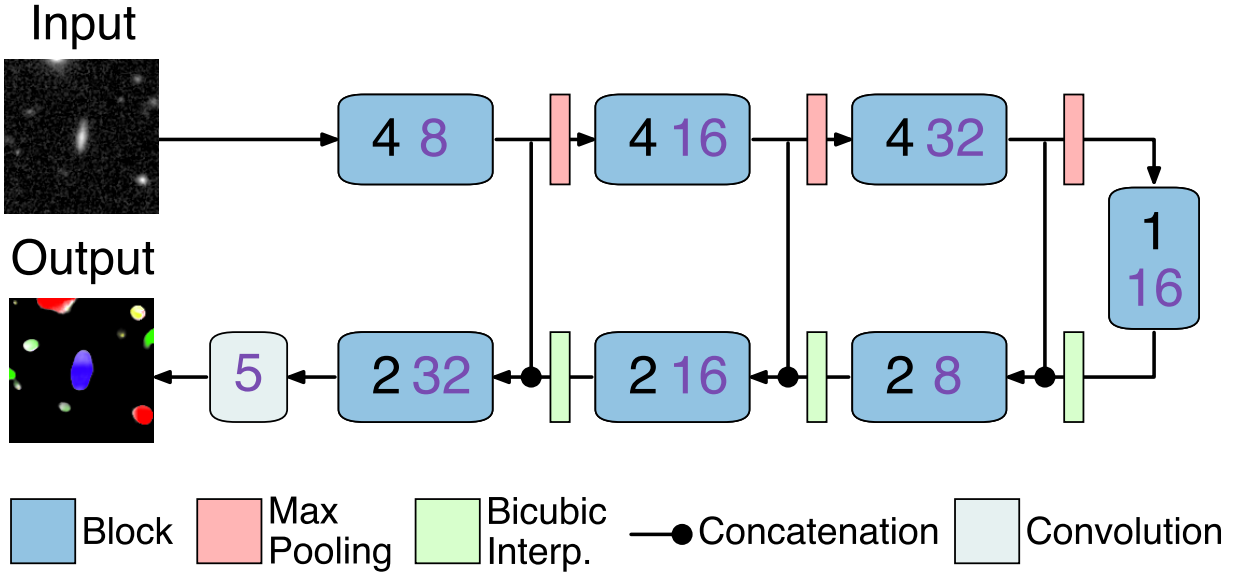 Input
4 8
4 16
4 32
1
16
Output
5
2 32
2 16
2 8
Block
Max
Pooling
Bicubic
Interp.
Concatenation
Convolution